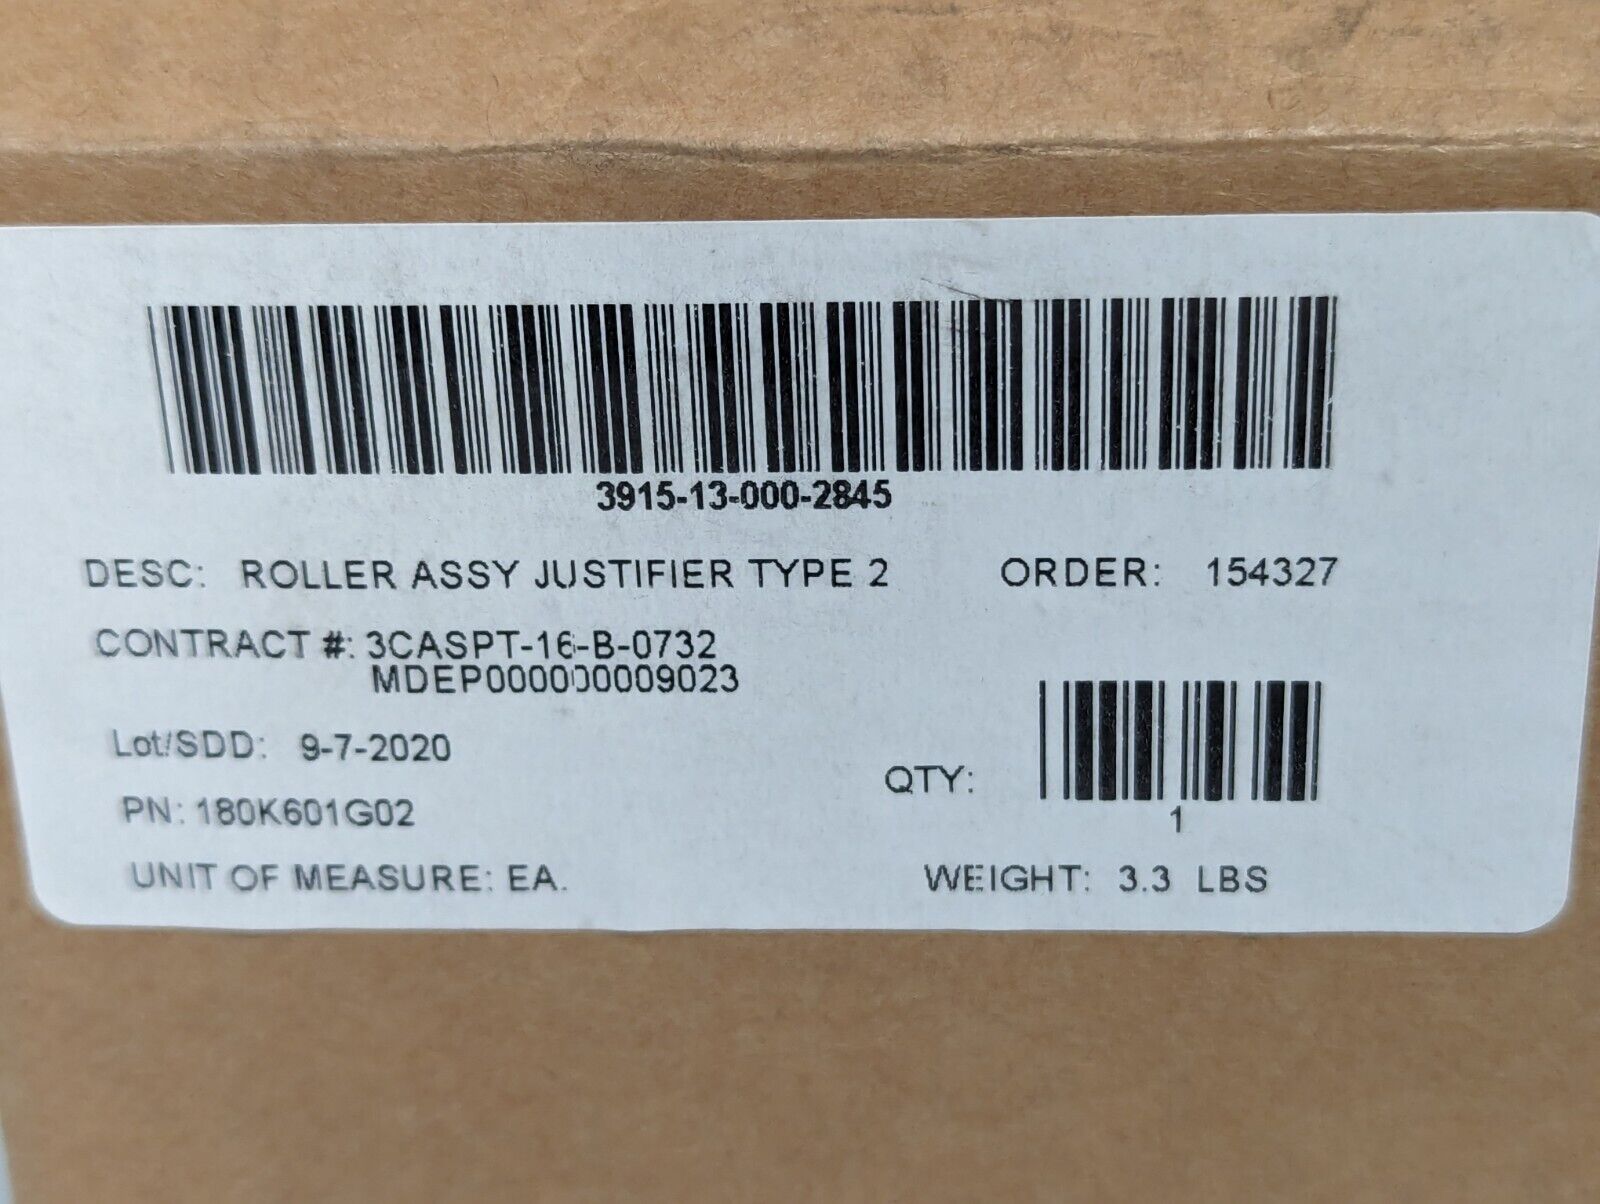 3915-13-000-2845
DESC: ROLLER ASSY JUSTIFIER TYPE 2 ORDER: 154327
CONTRACT #: 3CASPT-16-B-0732
MDEP000000009023
Lot/SDD: 9-7-2020
QTY:
PN: 180K601G02
1
UNIT OF MEASURE: EA. WEIGHT: 3.3 LBS